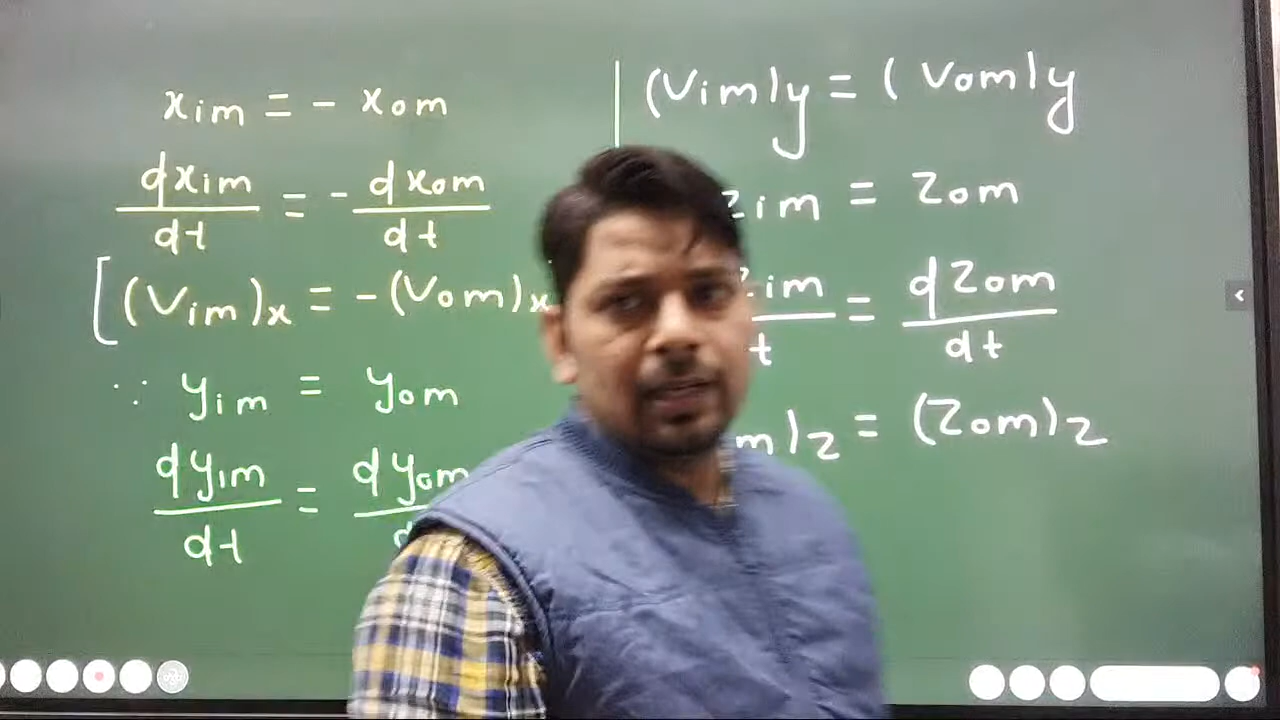 xim = - xom
dxim/dt = - dxom/dt
[(Vim)x = -(Vom)x
∵ yim = yom
dyim/dt = dyom
(Vim)y = (Vom)y
zim = zom
zim/t = dzom/dt
m)z = (zom)z